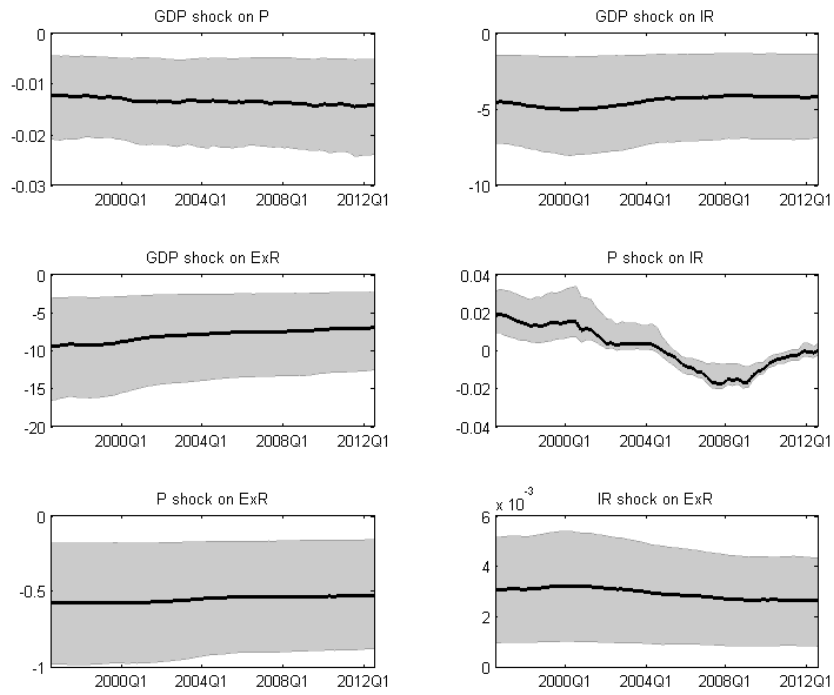 GDP shock on P
0
-0.01
-0.02
-0.03
2000Q1 2004Q1 2008Q1 2012Q1
GDP shock on IR
0
-5
-10
2000Q1 2004Q1 2008Q1 2012Q1
GDP shock on ExR
0
-5
-10
-15
-20
2000Q1 2004Q1 2008Q1 2012Q1
P shock on IR
0.04
0.02
0
-0.02
-0.04
2000Q1 2004Q1 2008Q1 2012Q1
P shock on ExR
0
-0.5
-1
2000Q1 2004Q1 2008Q1 2012Q1
IR shock on ExR
x 10^-3
6
4
2
0
2000Q1 2004Q1 2008Q1 2012Q1